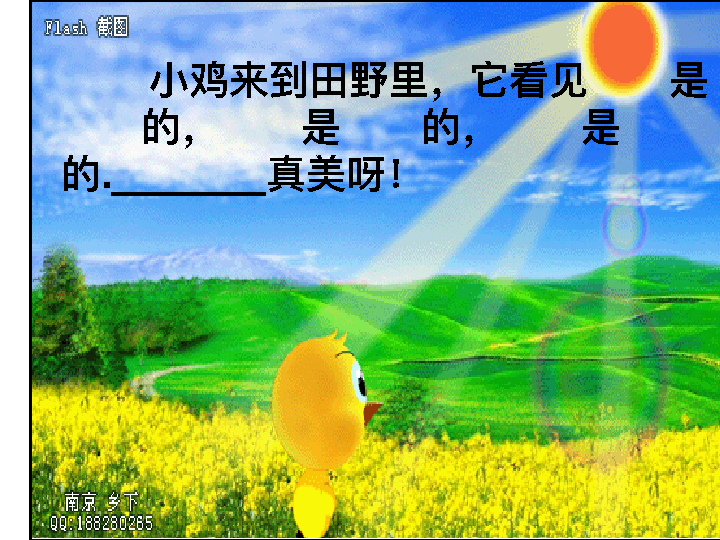 Flash 截图
小鸡来到田野里，它看见 是
的， 是 的， 是
的.________真美呀！
南京 乡下
QQ:188280265